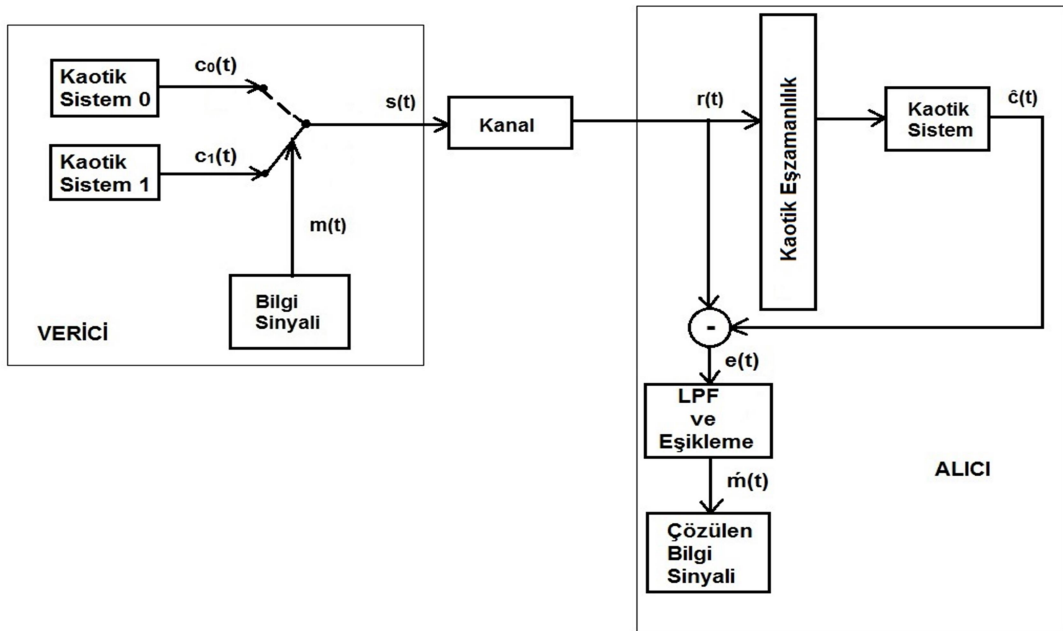 Kaotik
Sistem 0
c₀(t)
Kaotik
Sistem 1
c₁(t)
m(t)
Bilgi
Sinyali
VERİCİ
s(t)
Kanal
r(t)
Kaotik Eşzamanlılık
Kaotik
Sistem
ĉ(t)
-
e(t)
LPF
ve
Eşikleme
ḿ(t)
Çözülen
Bilgi
Sinyali
ALICI